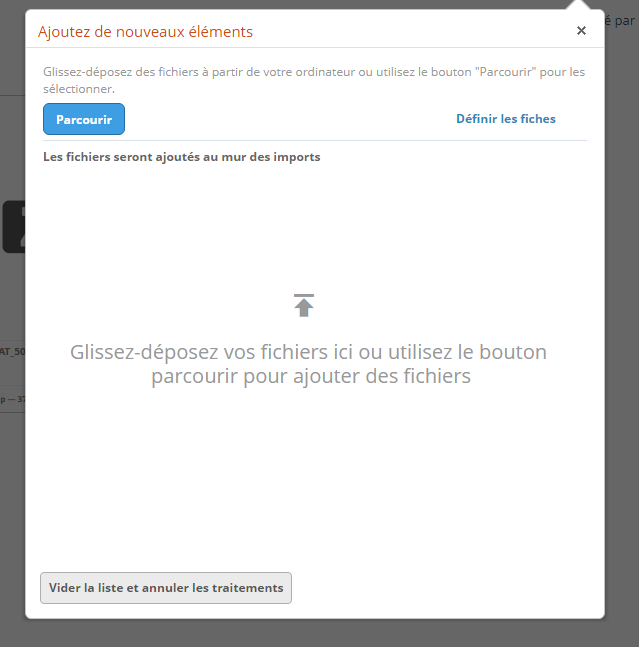 é par
Ajoutez de nouveaux éléments
×
Glissez-déposez des fichiers à partir de votre ordinateur ou utilisez le bouton "Parcourir" pour les
sélectionner.
Parcourir
Définir les fiches
Les fichiers seront ajoutés au mur des imports
Glissez-déposez vos fichiers ici ou utilisez le bouton
parcourir pour ajouter des fichiers
AT_50
p — 37
Vider la liste et annuler les traitements